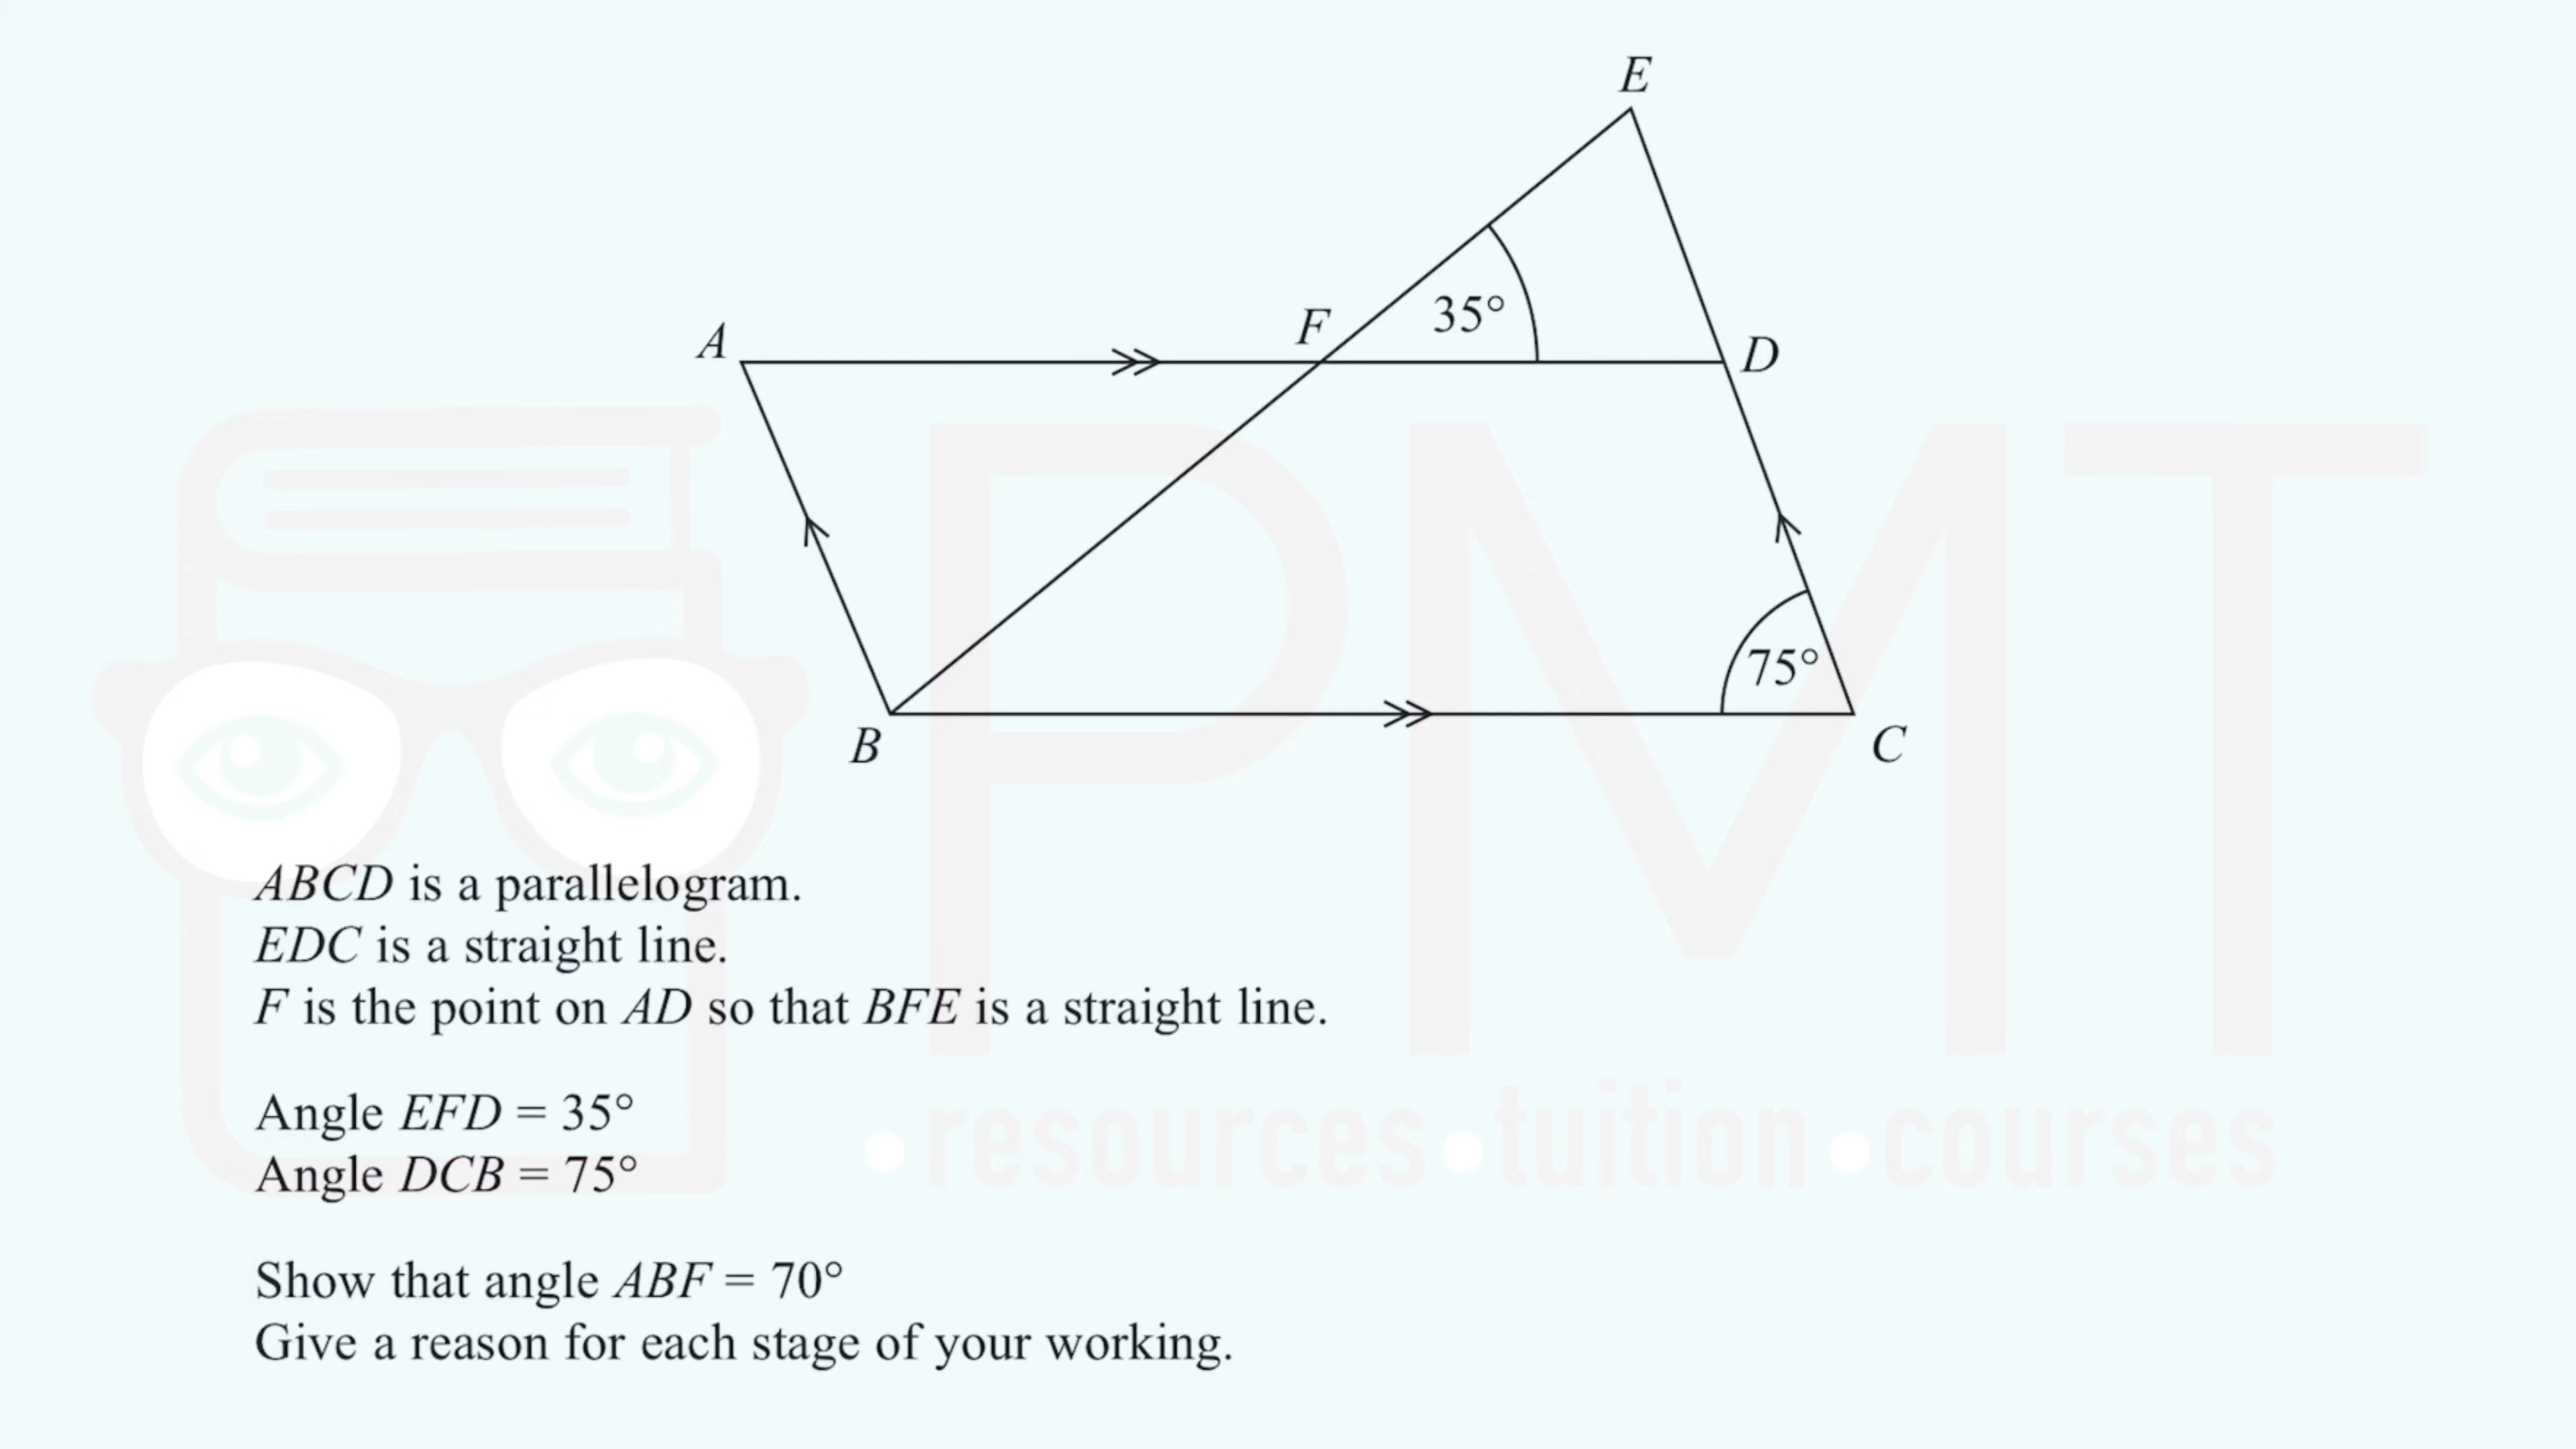 E
F
35°
A
D
75°
B
C
PMT
ABCD is a parallelogram.
EDC is a straight line.
F is the point on AD so that BFE is a straight line.
Angle EFD = 35°
•resources•tuition•courses
Angle DCB = 75°
Show that angle ABF = 70°
Give a reason for each stage of your working.